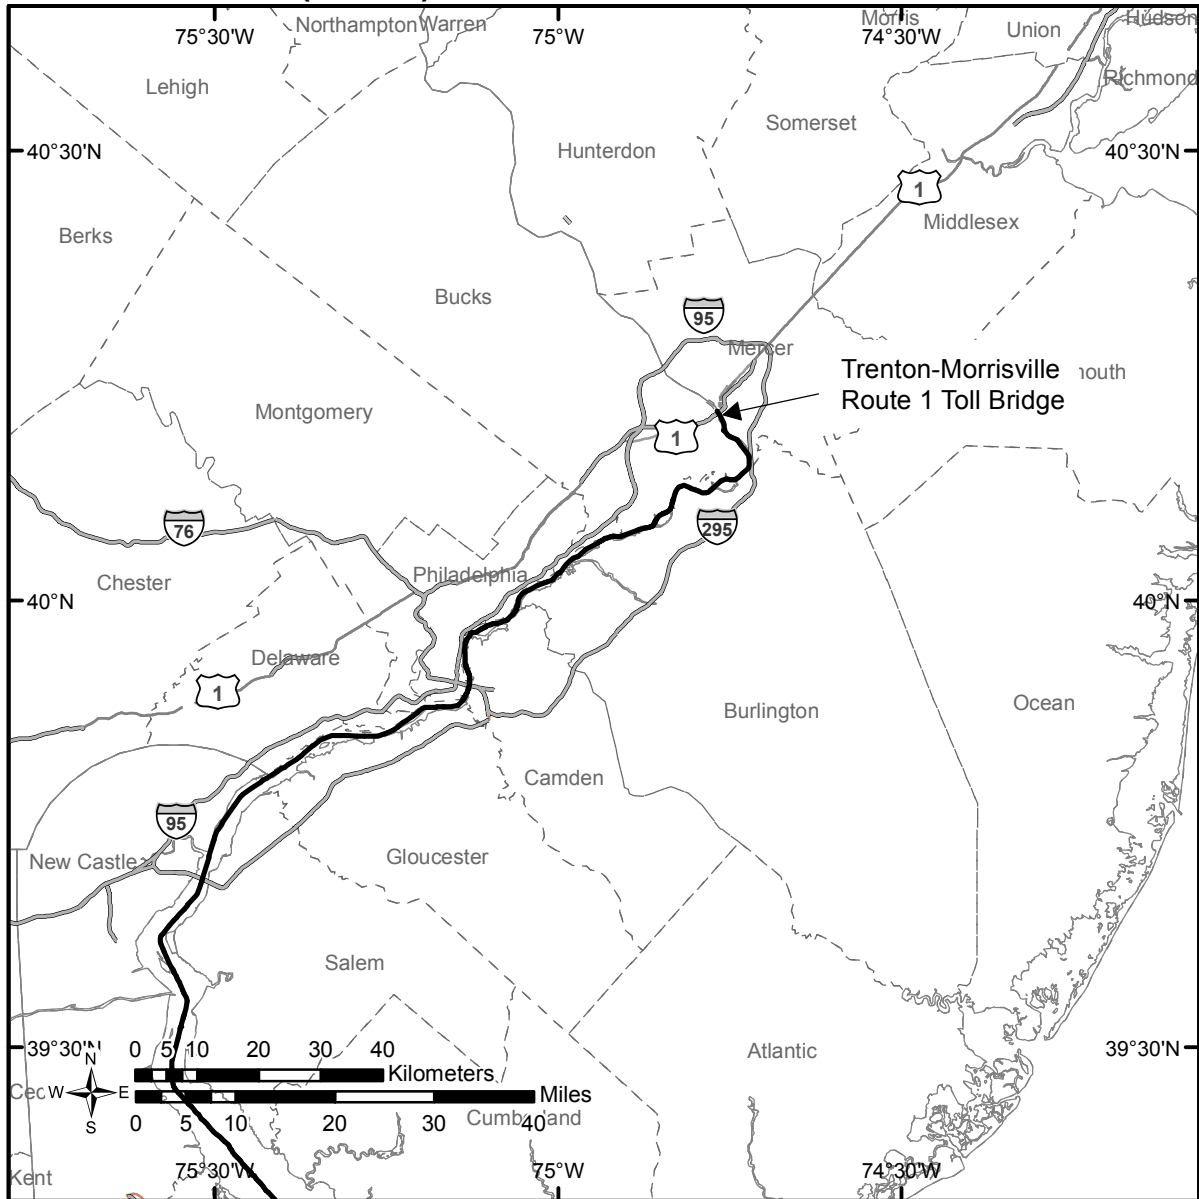 Northampton
Warren
Morris
Hudson
75°30'W
75°W
74°30'W
Union
Lehigh
Richmond
Somerset
40°30'N
Hunterdon
40°30'N
1
Middlesex
Berks
Bucks
95
Mercer
Trenton-Morrisville
Route 1 Toll Bridge
mouth
Montgomery
1
76
295
Chester
Philadelphia
40°N
40°N
Delaware
1
Burlington
Ocean
Camden
95
New Castle
Gloucester
Salem
39°30'N
N
0 5 10 20 30 40
Kilometers
Atlantic
39°30'N
Cec
W
E
Miles
S
0 5 10 20 30 40
Cumberland
Kent
75°30'W
75°W
74°30'W